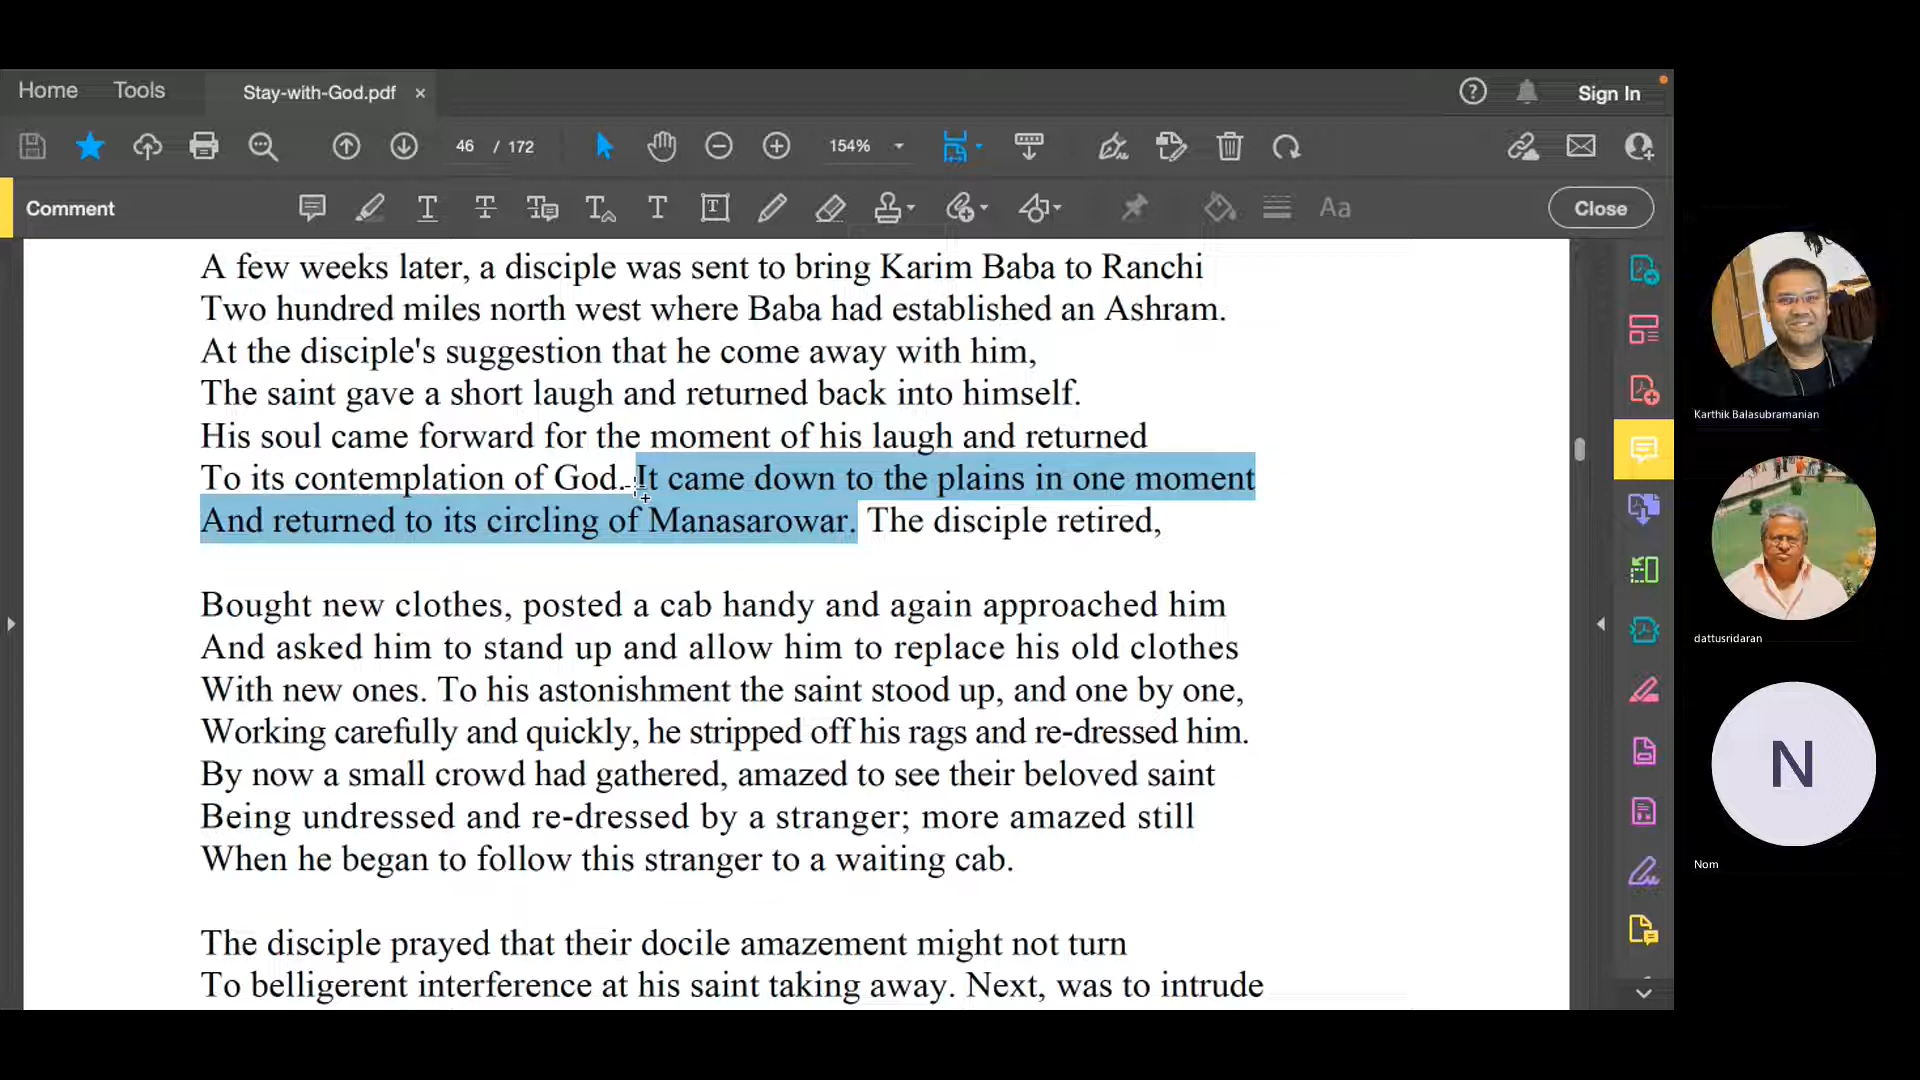 Home Tools Stay-with-God.pdf × ? Sign In
46 / 172 154%
Comment Close
A few weeks later, a disciple was sent to bring Karim Baba to Ranchi
Two hundred miles north west where Baba had established an Ashram.
At the disciple's suggestion that he come away with him,
The saint gave a short laugh and returned back into himself.
His soul came forward for the moment of his laugh and returned
To its contemplation of God. It came down to the plains in one moment
And returned to its circling of Manasarowar. The disciple retired,
Bought new clothes, posted a cab handy and again approached him
And asked him to stand up and allow him to replace his old clothes
With new ones. To his astonishment the saint stood up, and one by one,
Working carefully and quickly, he stripped off his rags and re-dressed him.
By now a small crowd had gathered, amazed to see their beloved saint
Being undressed and re-dressed by a stranger; more amazed still
When he began to follow this stranger to a waiting cab.
The disciple prayed that their docile amazement might not turn
To belligerent interference at his saint taking away. Next, was to intrude
Karthik Balasubramanian
dattusridaran
N
Nom